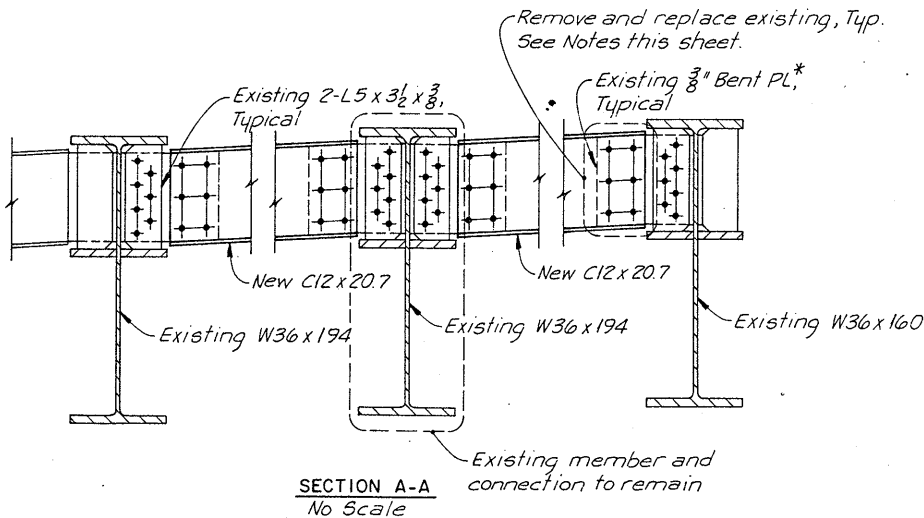 Remove and replace existing, Typ.
See Notes this sheet.
Existing 3/8" Bent PL*,
Typical
Existing 2-L5 x 3 1/2 x 3/8,
Typical
New C12 x 20.7
New C12 x 20.7
Existing W36 x 194
Existing W36 x 194
Existing W36 x 160
Existing member and
connection to remain
SECTION A-A
No Scale